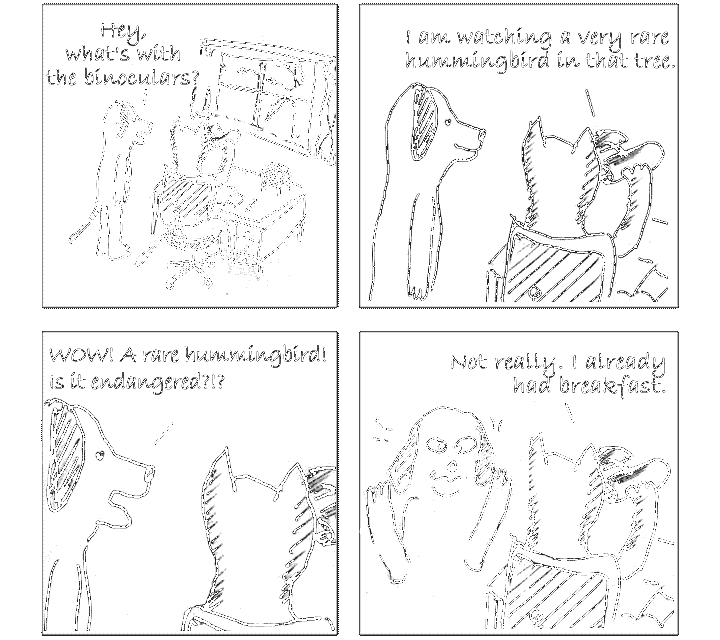 Hey,
what's with
the binoculars?
I am watching a very rare
hummingbird in that tree.
WOW! A rare hummingbird!
is it endangered?!?
Not really. I already
had breakfast.